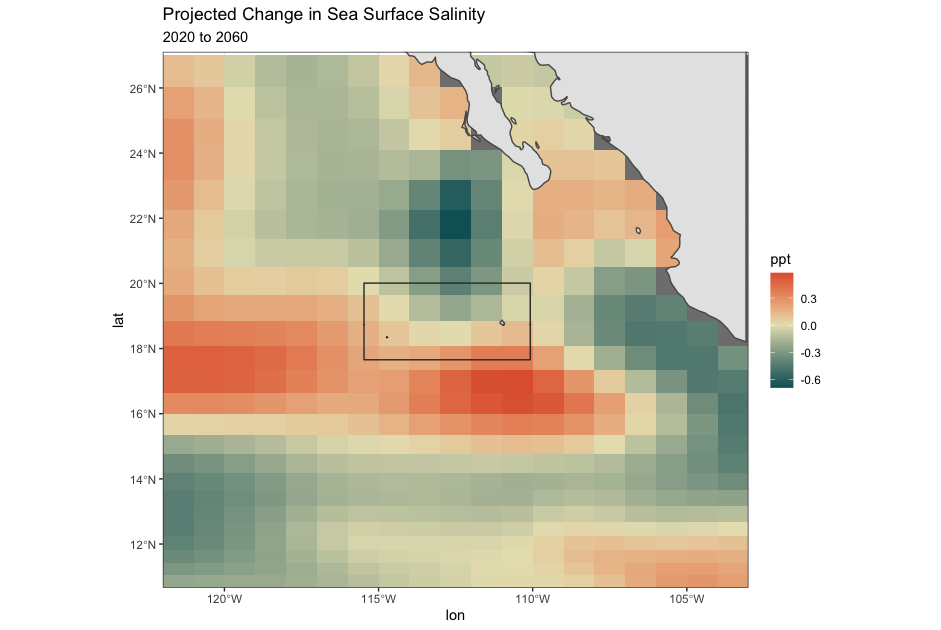 Projected Change in Sea Surface Salinity
2020 to 2060
26°N
24°N
22°N
20°N
18°N
16°N
14°N
12°N
lat
120°W
115°W
110°W
105°W
lon
ppt
0.3
0.0
-0.3
-0.6